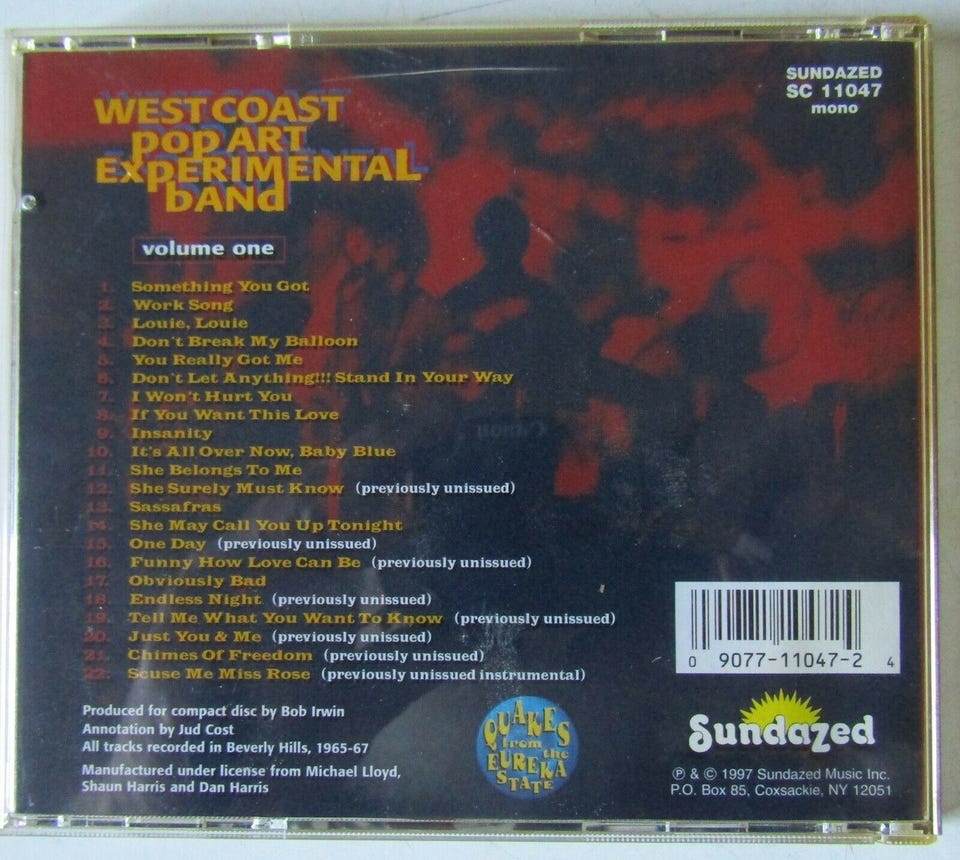 WEST COAST
POP ART
EXPERIMENTAL
BAND
SUNDAZED
SC 11047
mono
volume one
1. Something You Got
2. Work Song
3. Louie, Louie
4. Don't Break My Balloon
5. You Really Got Me
6. Don't Let Anything!!! Stand In Your Way
7. I Won't Hurt You
8. If You Want This Love
9. Insanity
10. It's All Over Now, Baby Blue
11. She Belongs To Me
12. She Surely Must Know (previously unissued)
13. Sassafras
14. She May Call You Up Tonight
15. One Day (previously unissued)
16. Funny How Love Can Be (previously unissued)
17. Obviously Bad
18. Endless Night (previously unissued)
19. Tell Me What You Want To Know (previously unissued)
20. Just You & Me (previously unissued)
21. Chimes Of Freedom (previously unissued)
22. Scuse Me Miss Rose (previously unissued instrumental)
0 9077-11047-2 4
Produced for compact disc by Bob Irwin
Annotation by Jud Cost
All tracks recorded in Beverly Hills, 1965-67
Manufactured under license from Michael Lloyd,
Shaun Harris and Dan Harris
QUAKES
from the
EUREKA
STATE
Sundazed
℗ & © 1997 Sundazed Music Inc.
P.O. Box 85, Coxsackie, NY 12051